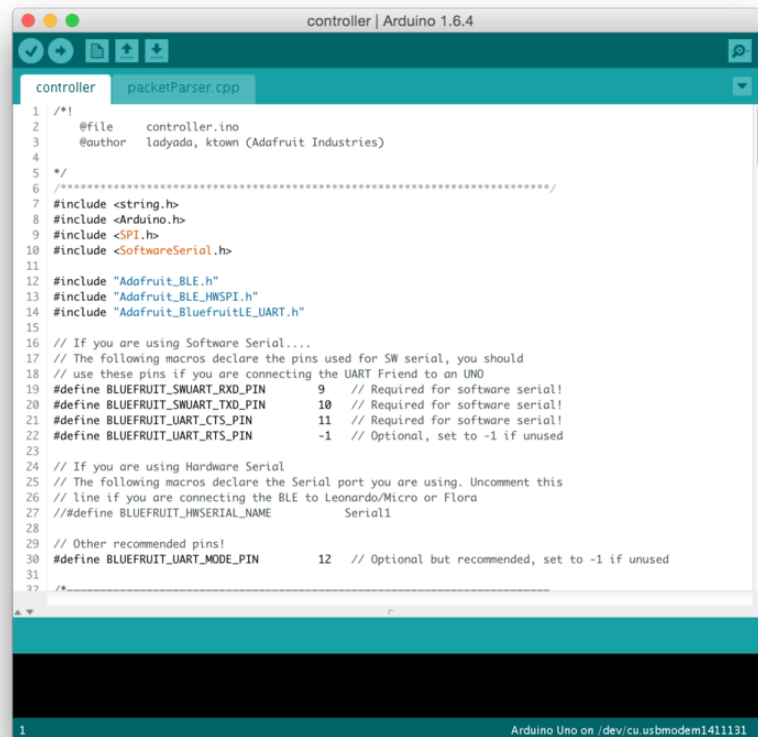 controller | Arduino 1.6.4
controller packetParser.cpp
1 /*!
2 @file controller.ino
3 @author ladyada, ktown (Adafruit Industries)
4
5 */
6 /**************************************************************************/
7 #include <string.h>
8 #include <Arduino.h>
9 #include <SPI.h>
10 #include <SoftwareSerial.h>
11
12 #include "Adafruit_BLE.h"
13 #include "Adafruit_BLE_HWSPI.h"
14 #include "Adafruit_BluefruitLE_UART.h"
15
16 // If you are using Software Serial....
17 // The following macros declare the pins used for SW serial, you should
18 // use these pins if you are connecting the UART Friend to an UNO
19 #define BLUEFRUIT_SWUART_RXD_PIN 9 // Required for software serial!
20 #define BLUEFRUIT_SWUART_TXD_PIN 10 // Required for software serial!
21 #define BLUEFRUIT_UART_CTS_PIN 11 // Required for software serial!
22 #define BLUEFRUIT_UART_RTS_PIN -1 // Optional, set to -1 if unused
23
24 // If you are using Hardware Serial
25 // The following macros declare the Serial port you are using. Uncomment this
26 // line if you are connecting the BLE to Leonardo/Micro or Flora
27 //#define BLUEFRUIT_HWSERIAL_NAME Serial1
28
29 // Other recommended pins!
30 #define BLUEFRUIT_UART_MODE_PIN 12 // Optional but recommended, set to -1 if unused
31
32 /*=========================================================================
1 Arduino Uno on /dev/cu.usbmodem1411131